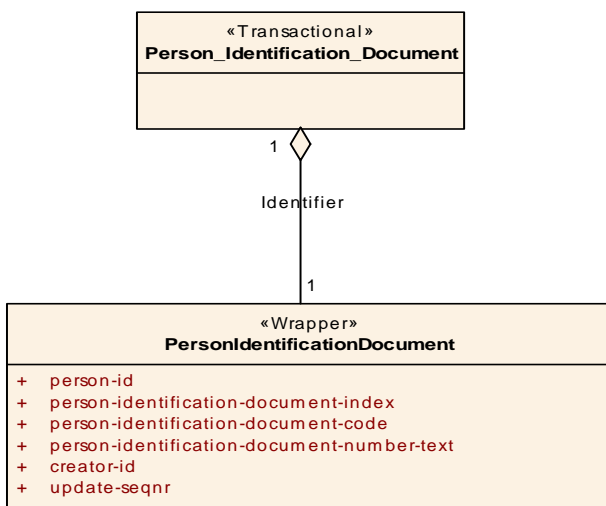 «Transactional»
Person_Identification_Document
1
Identifier
1
«Wrapper»
PersonIdentificationDocument
+ person-id
+ person-identification-document-index
+ person-identification-document-code
+ person-identification-document-number-text
+ creator-id
+ update-seqnr